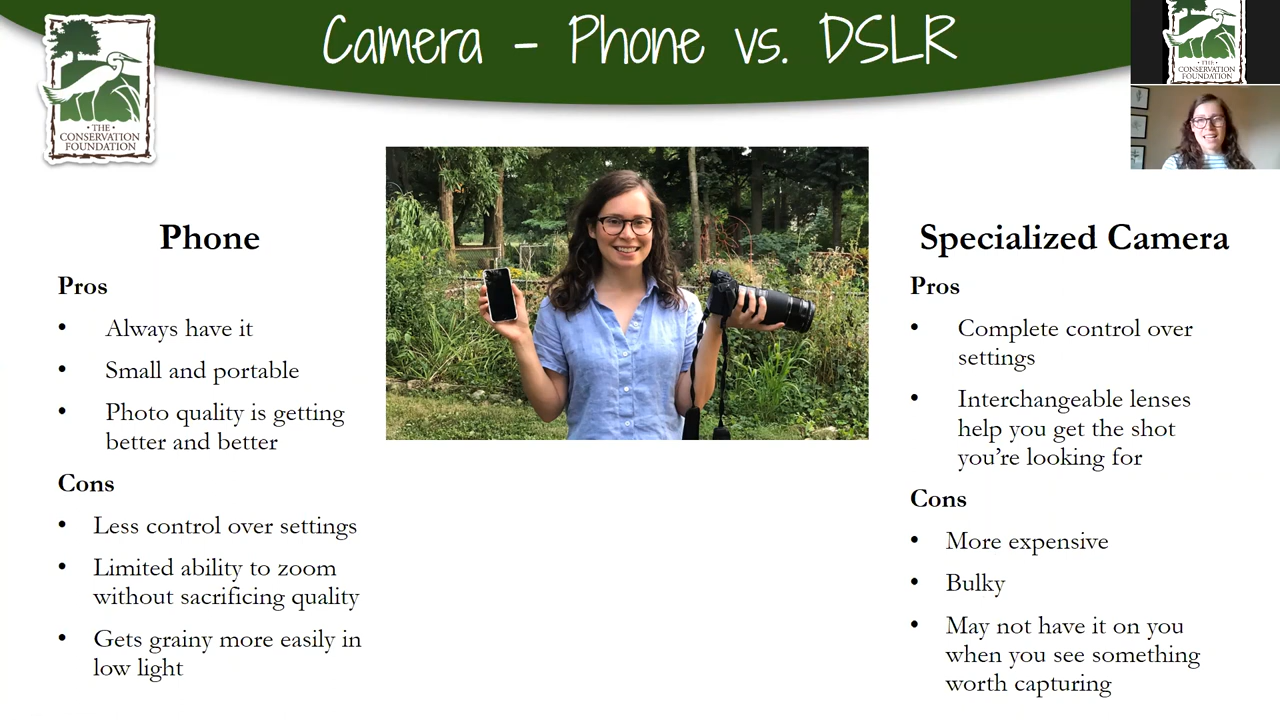 Camera - Phone vs. DSLR
• THE •
CONSERVATION
FOUNDATION
THE
CONSERVATION
FOUNDATION
Phone
Pros
• Always have it
• Small and portable
• Photo quality is getting
better and better
Cons
• Less control over settings
• Limited ability to zoom
without sacrificing quality
• Gets grainy more easily in
low light
Specialized Camera
Pros
• Complete control over
settings
• Interchangeable lenses
help you get the shot
you’re looking for
Cons
• More expensive
• Bulky
• May not have it on you
when you see something
worth capturing